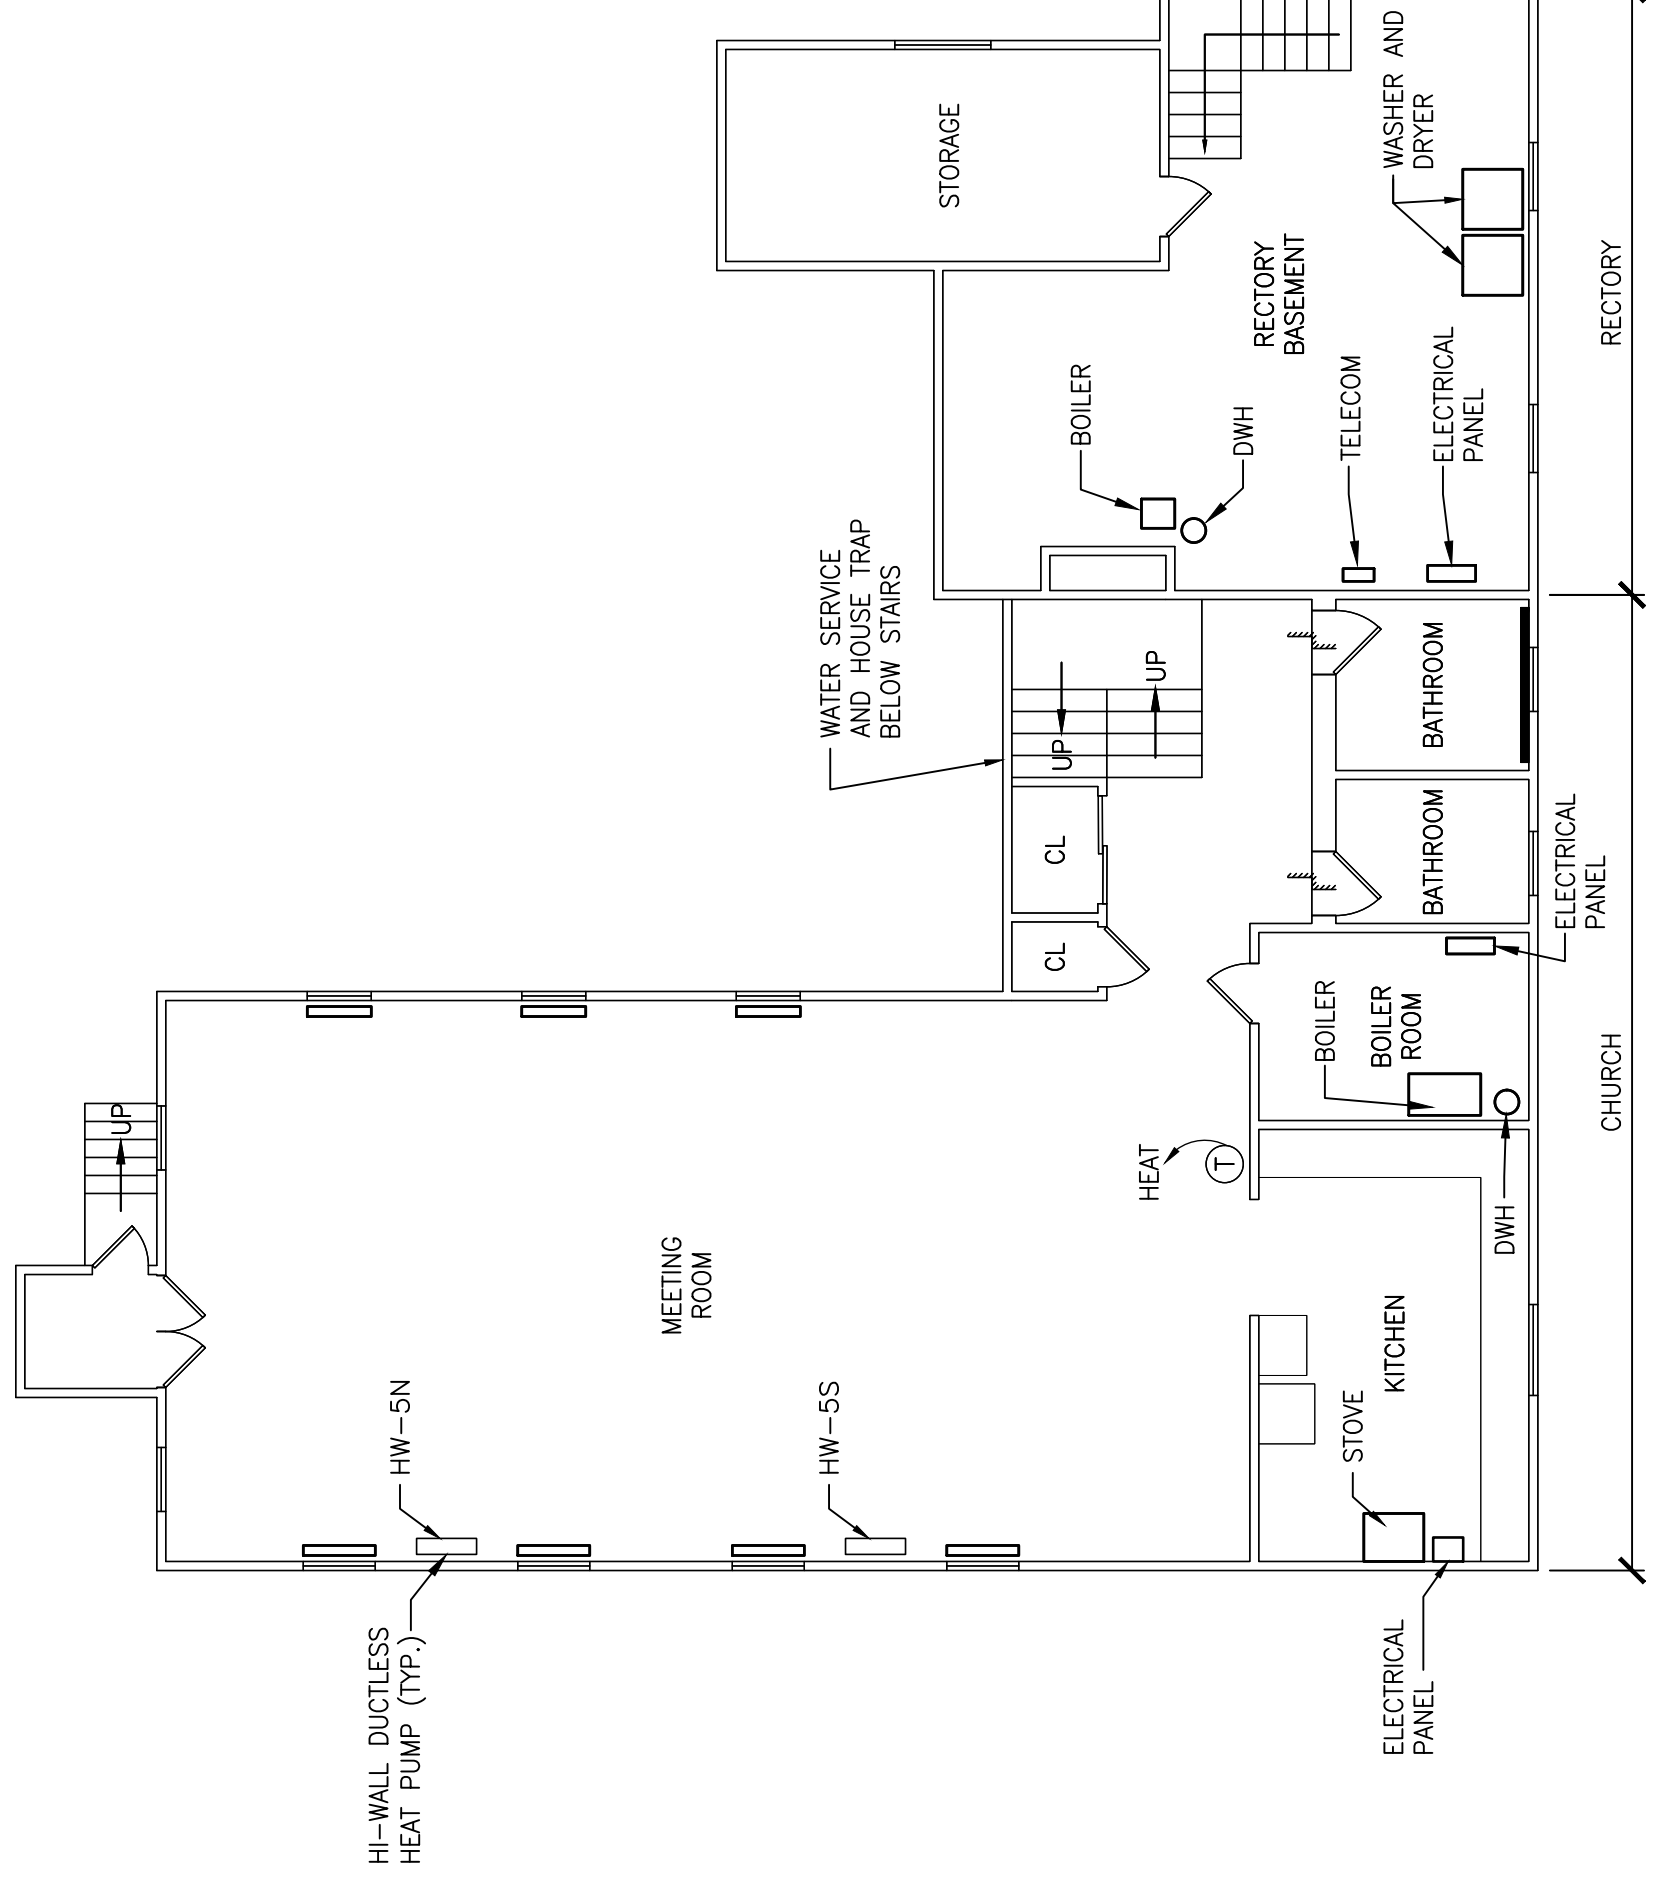 STORAGE
WASHER AND
DRYER
RECTORY
BASEMENT
RECTORY
BOILER
DWH
TELECOM
ELECTRICAL
PANEL
WATER SERVICE
AND HOUSE TRAP
BELOW STAIRS
UP
UP
CL
CL
BATHROOM
BATHROOM
ELECTRICAL
PANEL
BOILER
BOILER
ROOM
CHURCH
UP
HEAT
T
DWH
MEETING
ROOM
KITCHEN
STOVE
HW-5N
HW-5S
HI-WALL DUCTLESS
HEAT PUMP (TYP.)
ELECTRICAL
PANEL